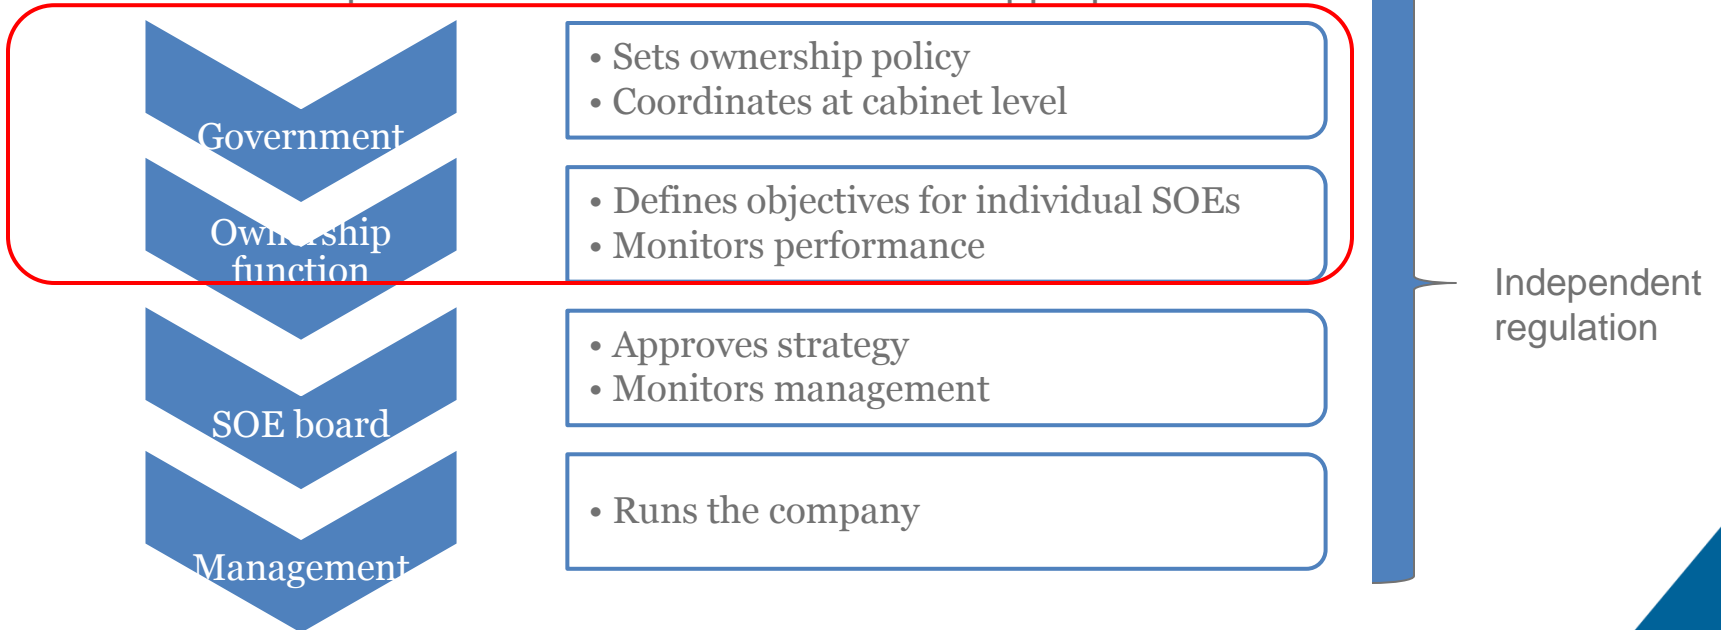 Government
• Sets ownership policy
• Coordinates at cabinet level
Ownership
function
• Defines objectives for individual SOEs
• Monitors performance
SOE board
• Approves strategy
• Monitors management
Management
• Runs the company
Independent
regulation